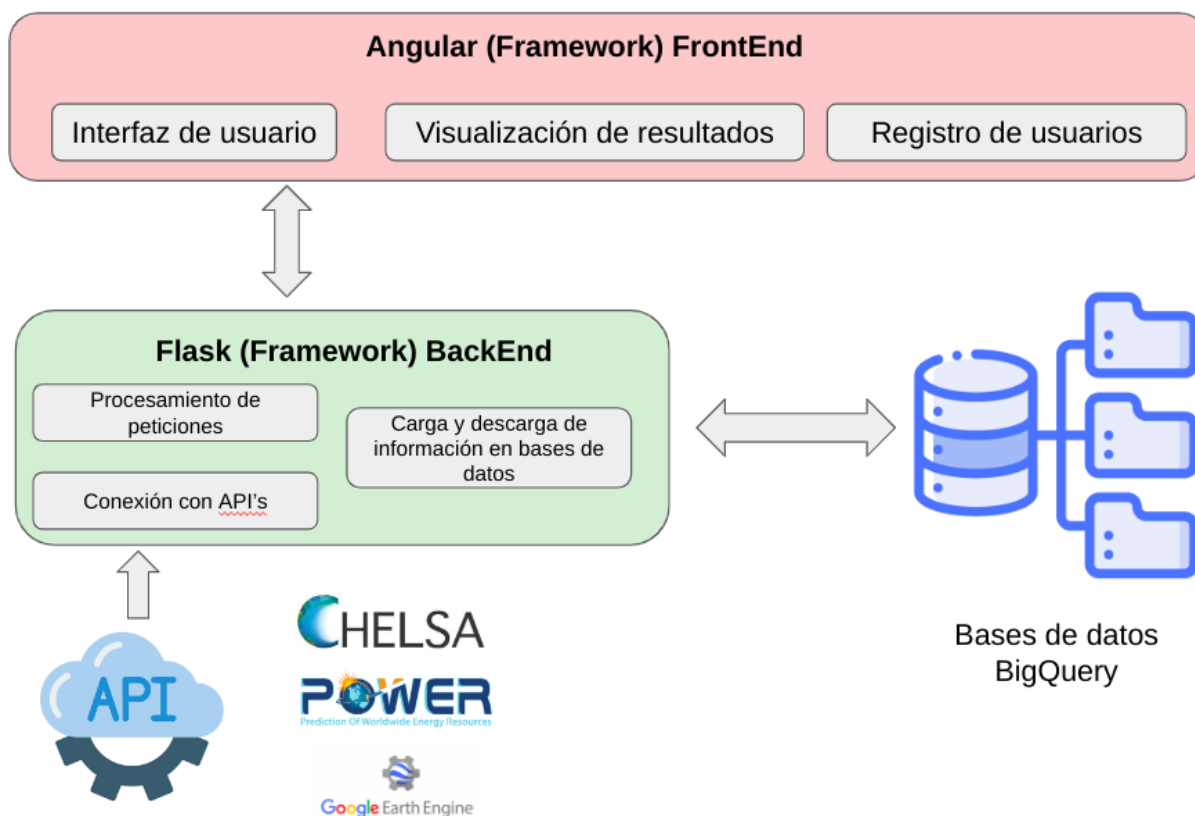 Angular (Framework) FrontEnd
Interfaz de usuario
Visualización de resultados
Registro de usuarios
Flask (Framework) BackEnd
Procesamiento de
peticiones
Carga y descarga de
información en bases de
datos
Conexión con API's
API
CHELSA
POWER
Prediction Of Worldwide Energy Resources
Google Earth Engine
Bases de datos
BigQuery